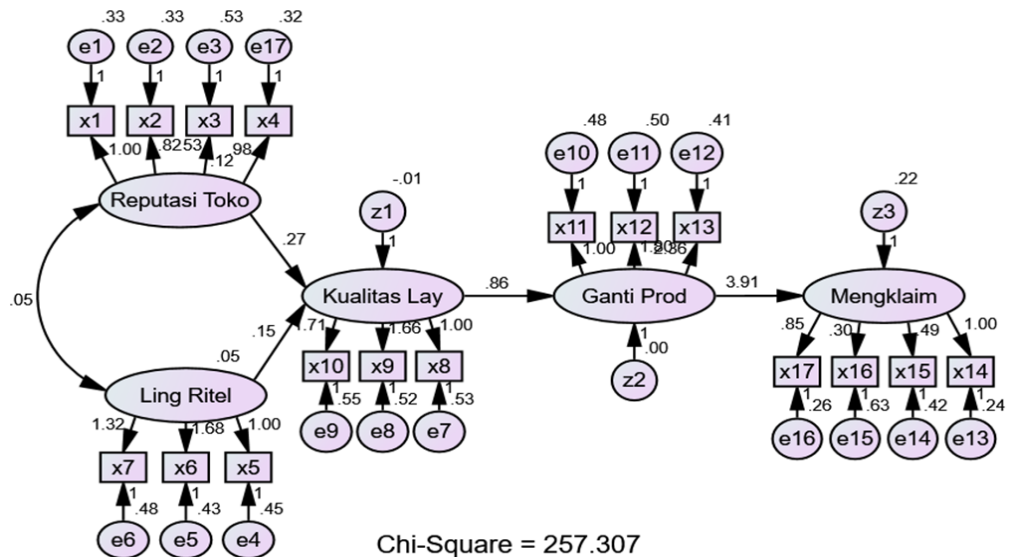 .33 .33 .53 .32
e1 e2 e3 e17
1 1 1 1
x1 x2 x3 x4
1.00 .82 .53 .98
.12
Reputasi Toko
.05
.27
.15
.05
Ling Ritel
1.32 1.68 1.00
x7 x6 x5
1 1 1
.48 .43 .45
e6 e5 e4
-.01
z1
1
Kualitas Lay
1.71 1.66 1.00
x10 x9 x8
1 1 1
.55 .52 .53
e9 e8 e7
.86
.48 .50 .41
e10 e11 e12
1 1 1
x11 x12 x13
1.00
Ganti Prod
1
.00
z2
3.91
.22
z3
1
Mengklaim
.85 .30 .49 1.00
x17 x16 x15 x14
1 1 1 1
.26 .63 .42 .24
e16 e15 e14 e13
Chi-Square = 257.307